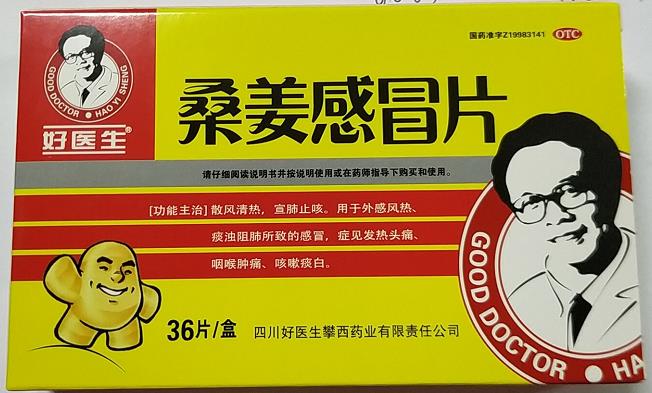 国药准字Z19983141 OTC
GOOD DOCTOR • HAO YI SHENG
好医生®
桑姜感冒片
请仔细阅读说明书并按说明使用或在药师指导下购买和使用。
[功能主治] 散风清热，宣肺止咳。用于外感风热、
痰浊阻肺所致的感冒，症见发热头痛、
咽喉肿痛、咳嗽痰白。
36片/盒 四川好医生攀西药业有限责任公司
GOOD DOCTOR • HA